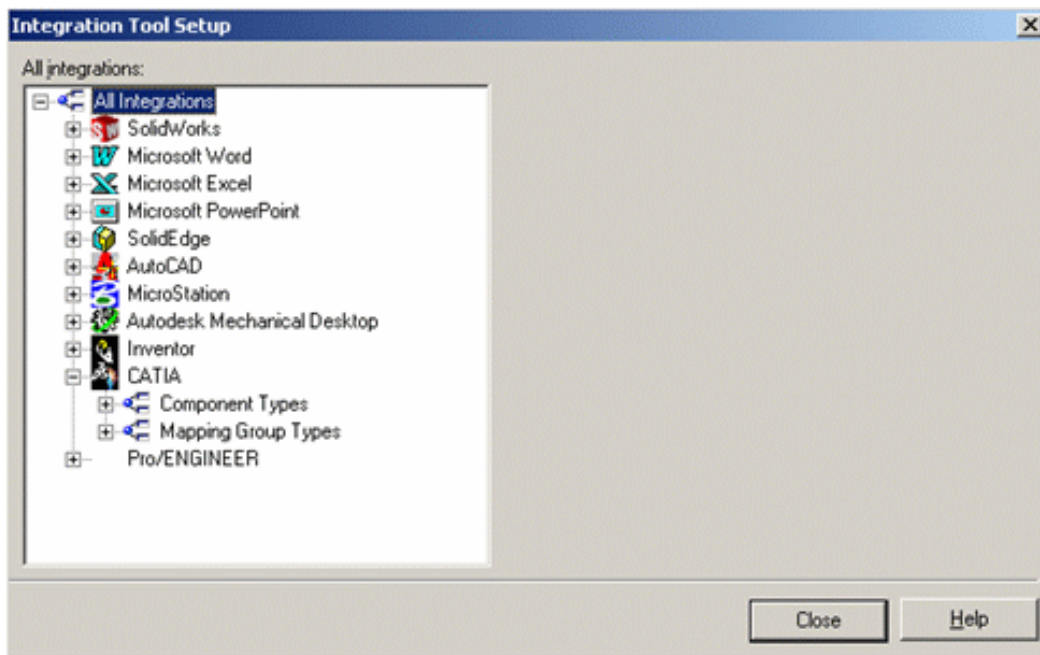 Integration Tool Setup
All integrations:
All Integrations
SolidWorks
Microsoft Word
Microsoft Excel
Microsoft PowerPoint
SolidEdge
AutoCAD
MicroStation
Autodesk Mechanical Desktop
Inventor
CATIA
Component Types
Mapping Group Types
Pro/ENGINEER
Close Help